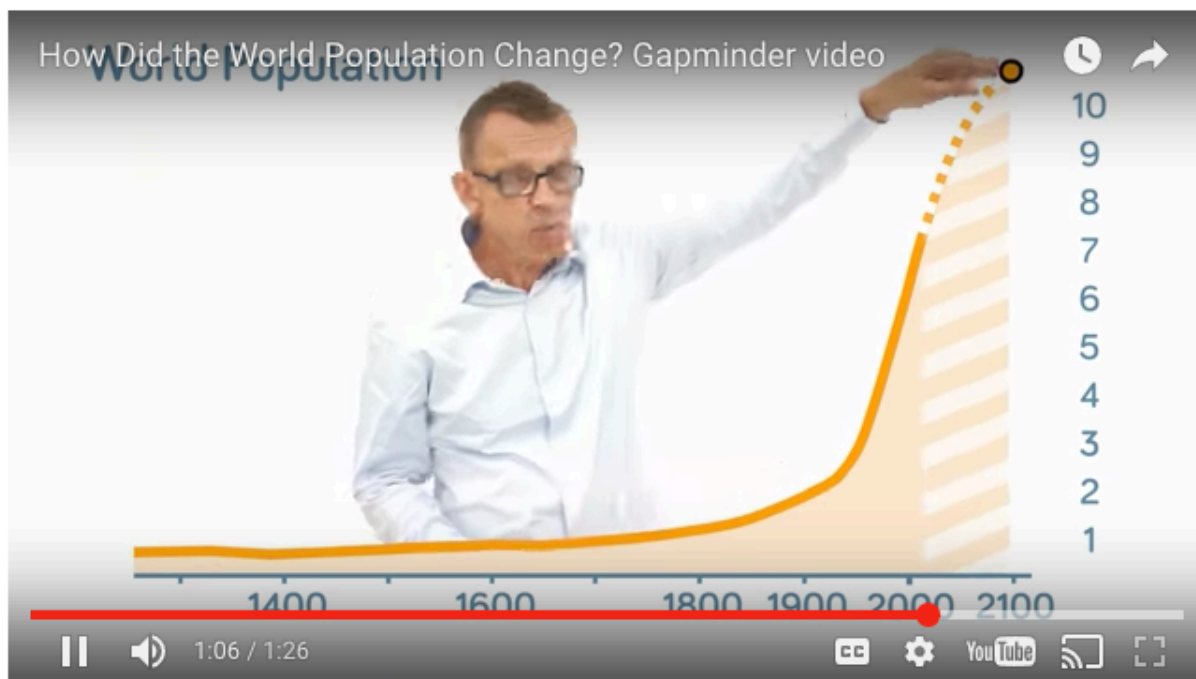 How Did the World Population Change? Gapminder video
World Population
10
9
8
7
6
5
4
3
2
1
1400 1600 1800 1900 2000 2100
1:06 / 1:26
CC YouTube